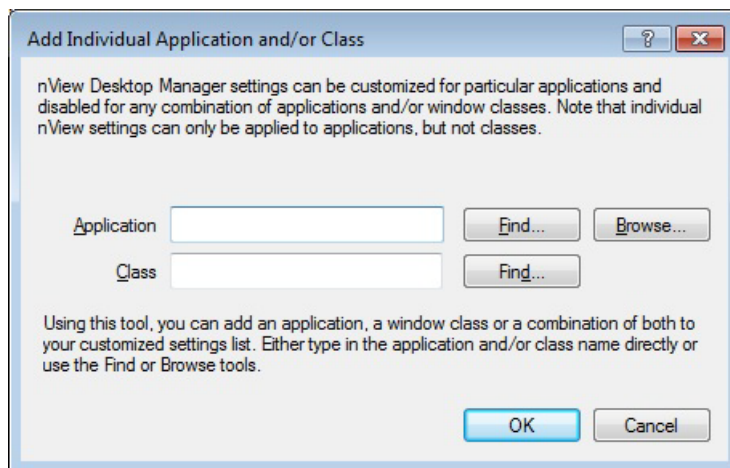 Add Individual Application and/or Class
nView Desktop Manager settings can be customized for particular applications and
disabled for any combination of applications and/or window classes. Note that individual
nView settings can only be applied to applications, but not classes.
Application
Find...
Browse...
Class
Find...
Using this tool, you can add an application, a window class or a combination of both to
your customized settings list. Either type in the application and/or class name directly or
use the Find or Browse tools.
OK
Cancel